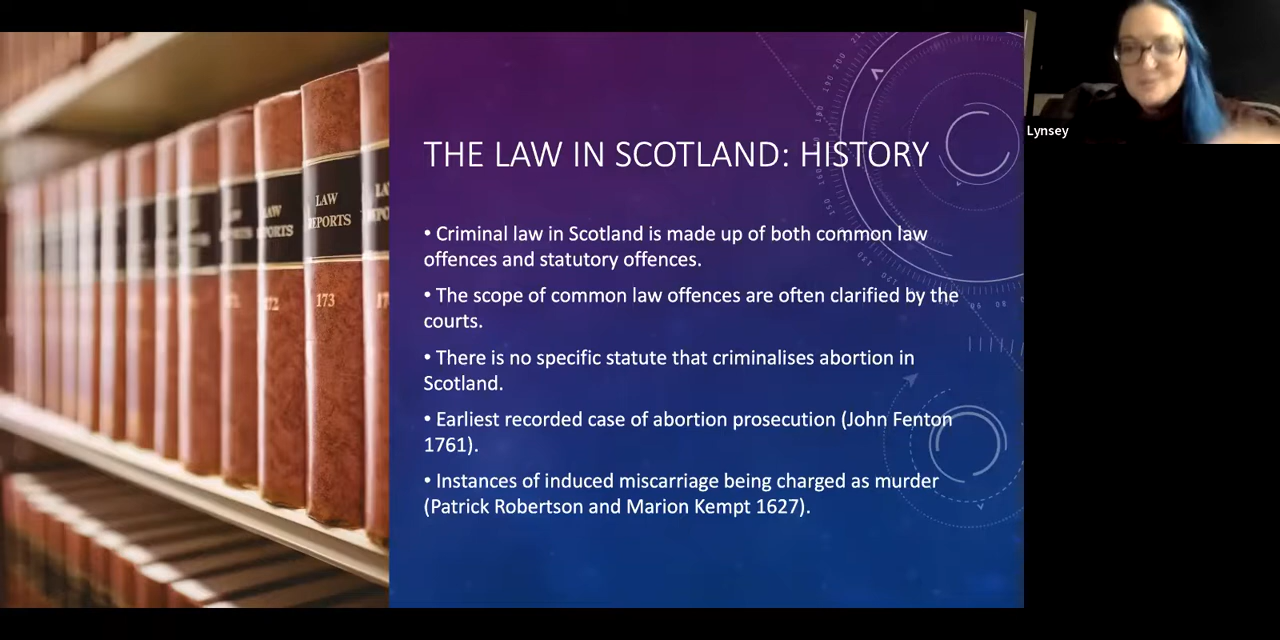 THE LAW IN SCOTLAND: HISTORY
• Criminal law in Scotland is made up of both common law
offences and statutory offences.
• The scope of common law offences are often clarified by the
courts.
• There is no specific statute that criminalises abortion in
Scotland.
• Earliest recorded case of abortion prosecution (John Fenton
1761).
• Instances of induced miscarriage being charged as murder
(Patrick Robertson and Marion Kempt 1627).
LAW
REPORTS
173
LAW
REPORTS
Lynsey